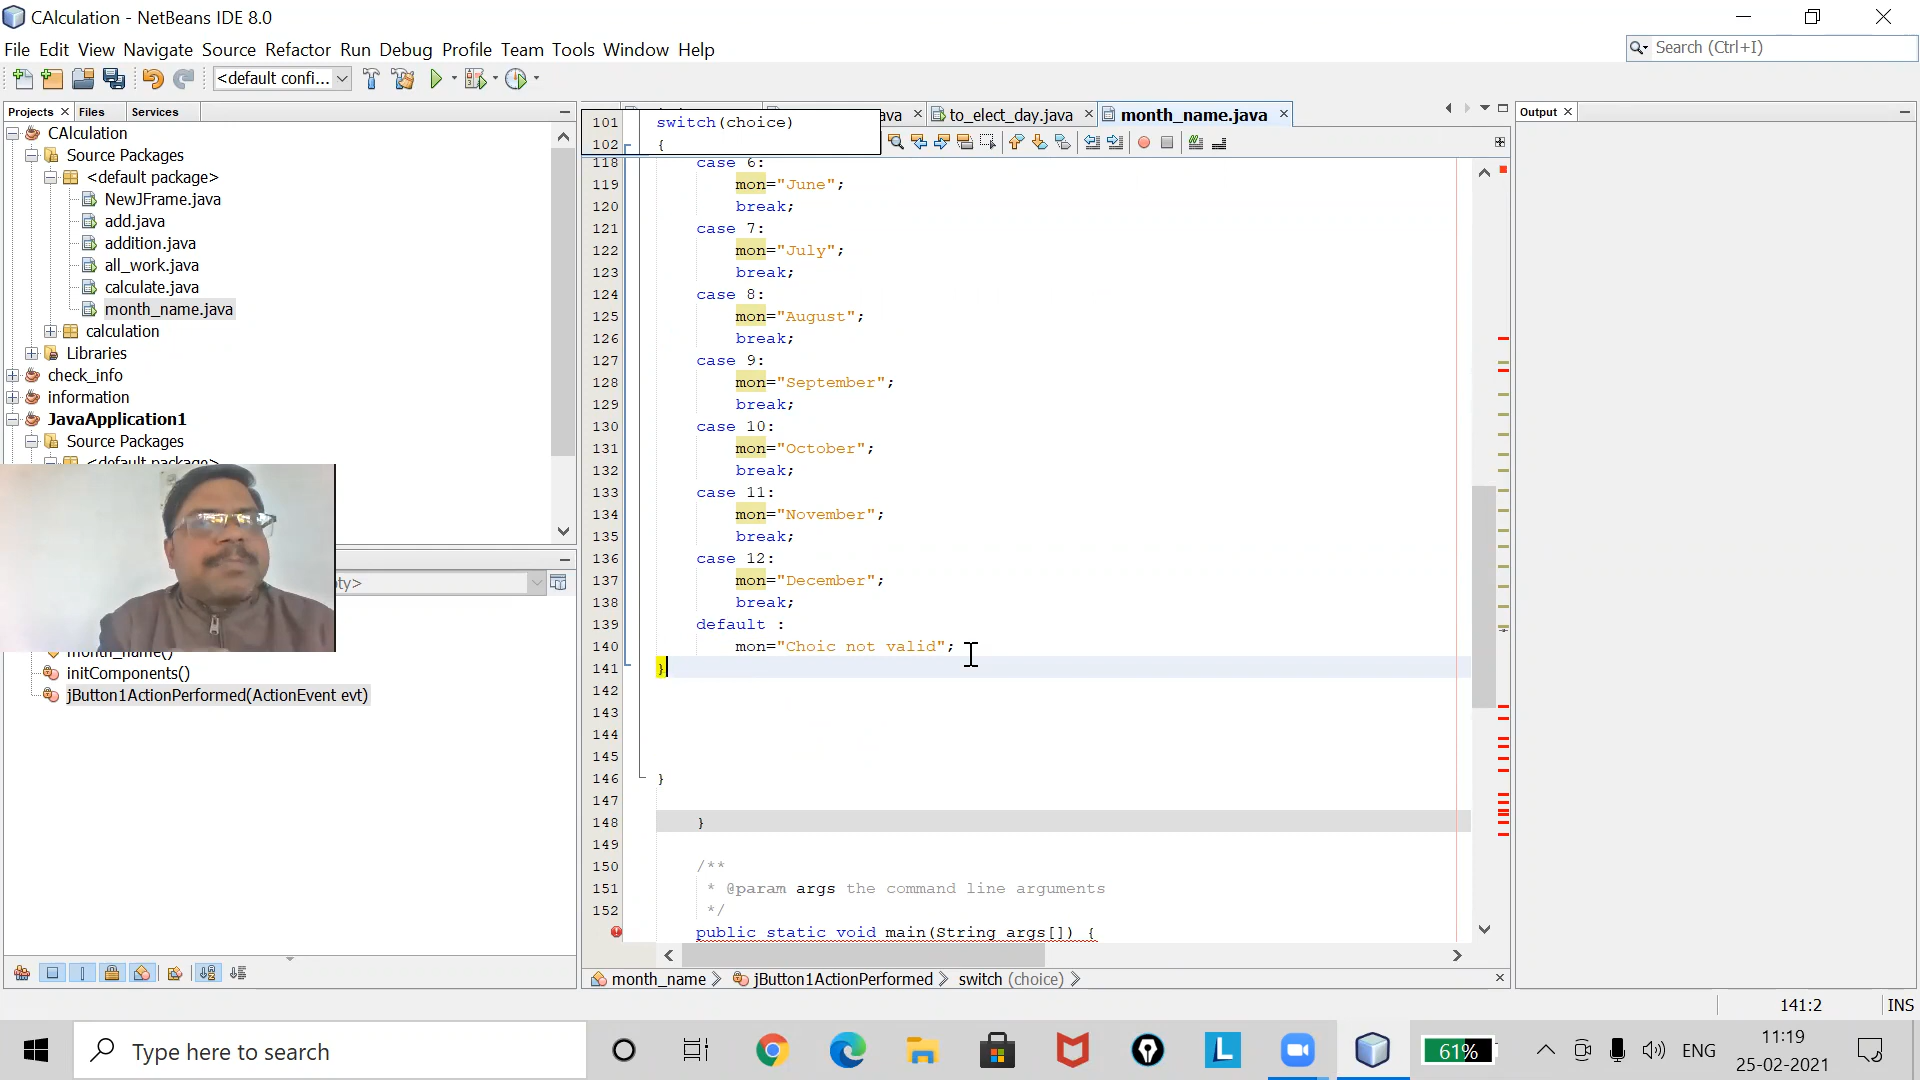 CAlculation - NetBeans IDE 8.0
File Edit View Navigate Source Refactor Run Debug Profile Team Tools Window Help
Search (Ctrl+I)
<default confi...
Projects Files Services
CAlculation
Source Packages
<default package>
NewJFrame.java
add.java
addition.java
all_work.java
calculate.java
month_name.java
calculation
Libraries
check_info
information
JavaApplication1
Source Packages
<default package>
ty>
month_name()
initComponents()
jButton1ActionPerformed(ActionEvent evt)
ava to_elect_day.java month_name.java
101 switch(choice)
102 {
118 case 6:
119 mon="June";
120 break;
121 case 7:
122 mon="July";
123 break;
124 case 8:
125 mon="August";
126 break;
127 case 9:
128 mon="September";
129 break;
130 case 10:
131 mon="October";
132 break;
133 case 11:
134 mon="November";
135 break;
136 case 12:
137 mon="December";
138 break;
139 default :
140 mon="Choic not valid";
141 }
142
143
144
145
146 }
147
148 }
149
150 /**
151 * @param args the command line arguments
152 */
public static void main(String args[]) {
month_name jButton1ActionPerformed switch (choice)
Output
141:2 INS
Type here to search
L
61%
ENG
11:19
25-02-2021